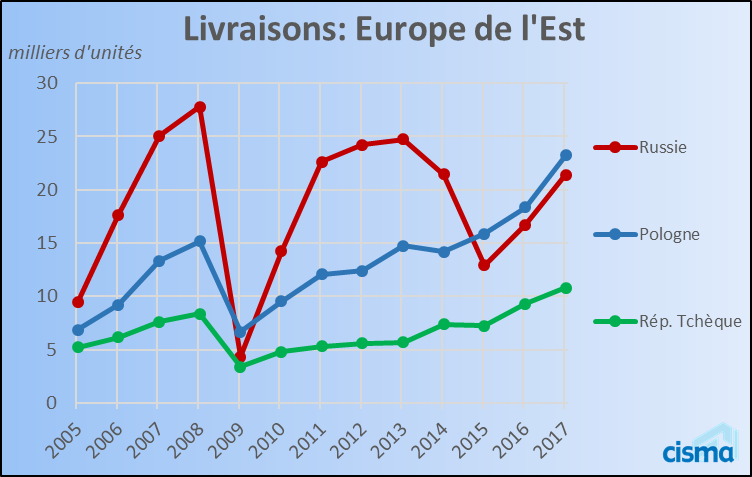 Livraisons: Europe de l'Est
milliers d'unités
30
25
20
15
10
5
0
2005 2006 2007 2008 2009 2010 2011 2012 2013 2014 2015 2016 2017
Russie
Pologne
Rép. Tchèque
cisma